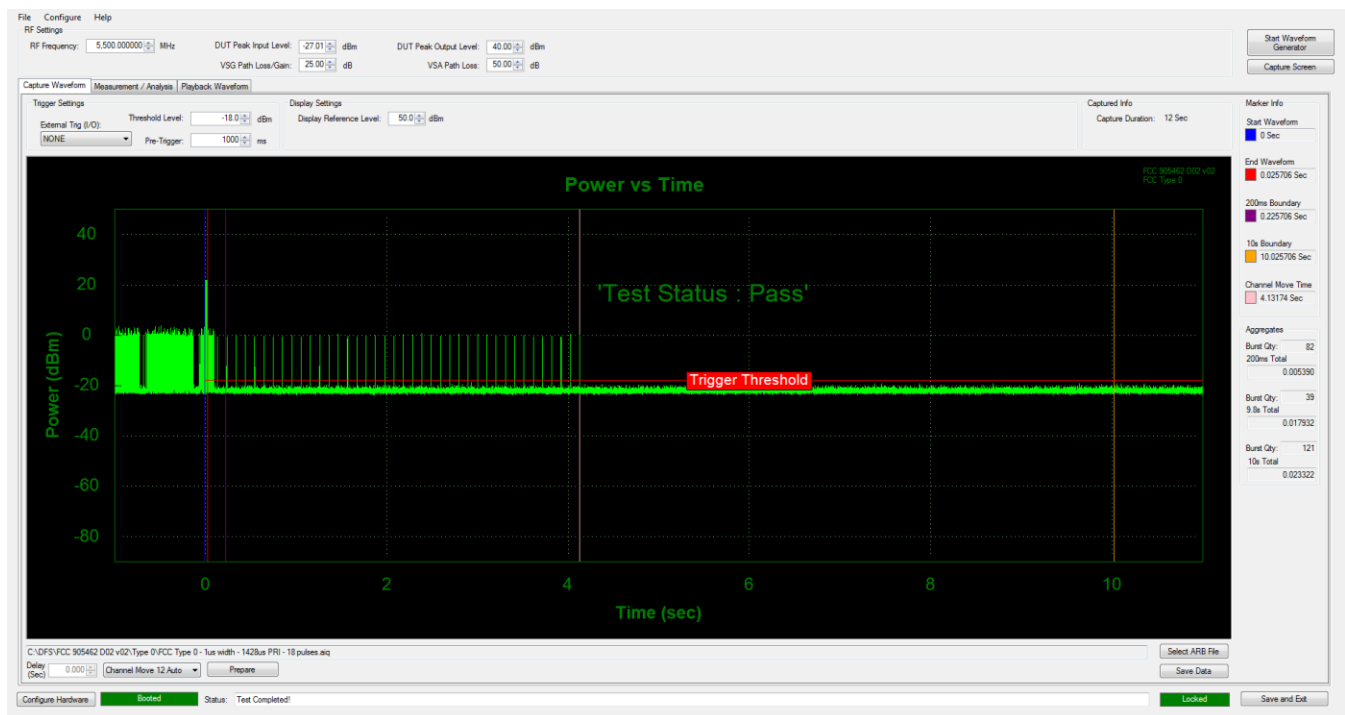 File Configure Help
RF Settings
RF Frequency: 5,500.000000 MHz DUT Peak Input Level: -27.01 dBm DUT Peak Output Level: 40.00 dBm
VSG Path Loss/Gain: 25.00 dB VSA Path Loss: 50.00 dB
Start Waveform Generator
Capture Screen
Capture Waveform Measurement / Analysis Playback Waveform
Trigger Settings
External Trig (I/O): Threshold Level: -18.0 dBm
NONE Pre-Trigger: 1000 ms
Display Settings
Display Reference Level: 50.0 dBm
Captured Info
Capture Duration: 12 Sec
Power vs Time
FCC 905462 D02 v02
FCC Type 0
'Test Status : Pass'
Trigger Threshold
Power (dBm)
40
20
0
-20
-40
-60
-80
0 2 4 6 8 10
Time (sec)
Marker Info
Start Waveform
0 Sec
End Waveform
0.025706 Sec
200ms Boundary
0.225706 Sec
10s Boundary
10.025706 Sec
Channel Move Time
4.13174 Sec
Aggregates
Burst Qty: 82
200ms Total
0.005390
Burst Qty: 39
9.8s Total
0.017932
Burst Qty: 121
10s Total
0.023322
C:\DFS\FCC 905462 D02 v02\Type 0\FCC Type 0 - 1us width - 1428us PRI - 18 pulses.aiq
Select ARB File
Delay (Sec) 0.000 Channel Move 12 Auto Prepare
Save Data
Configure Hardware Booted Status: Test Completed! Locked Save and Exit